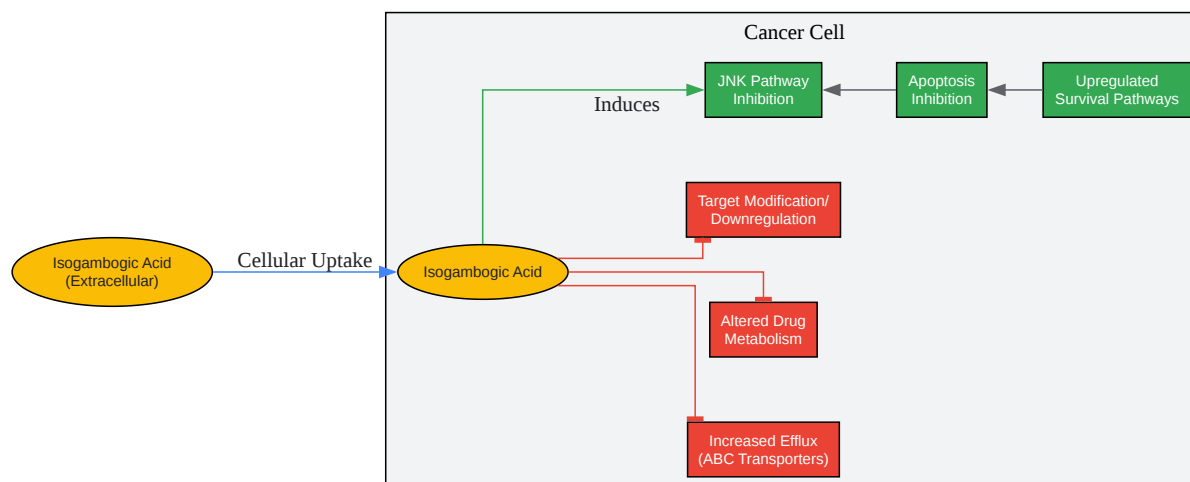 Cancer Cell
JNK Pathway
Inhibition
Apoptosis
Inhibition
Upregulated
Survival Pathways
Induces
Target Modification/
Downregulation
Isogambogic Acid
(Extracellular)
Cellular Uptake
Isogambogic Acid
Altered Drug
Metabolism
Increased Efflux
(ABC Transporters)